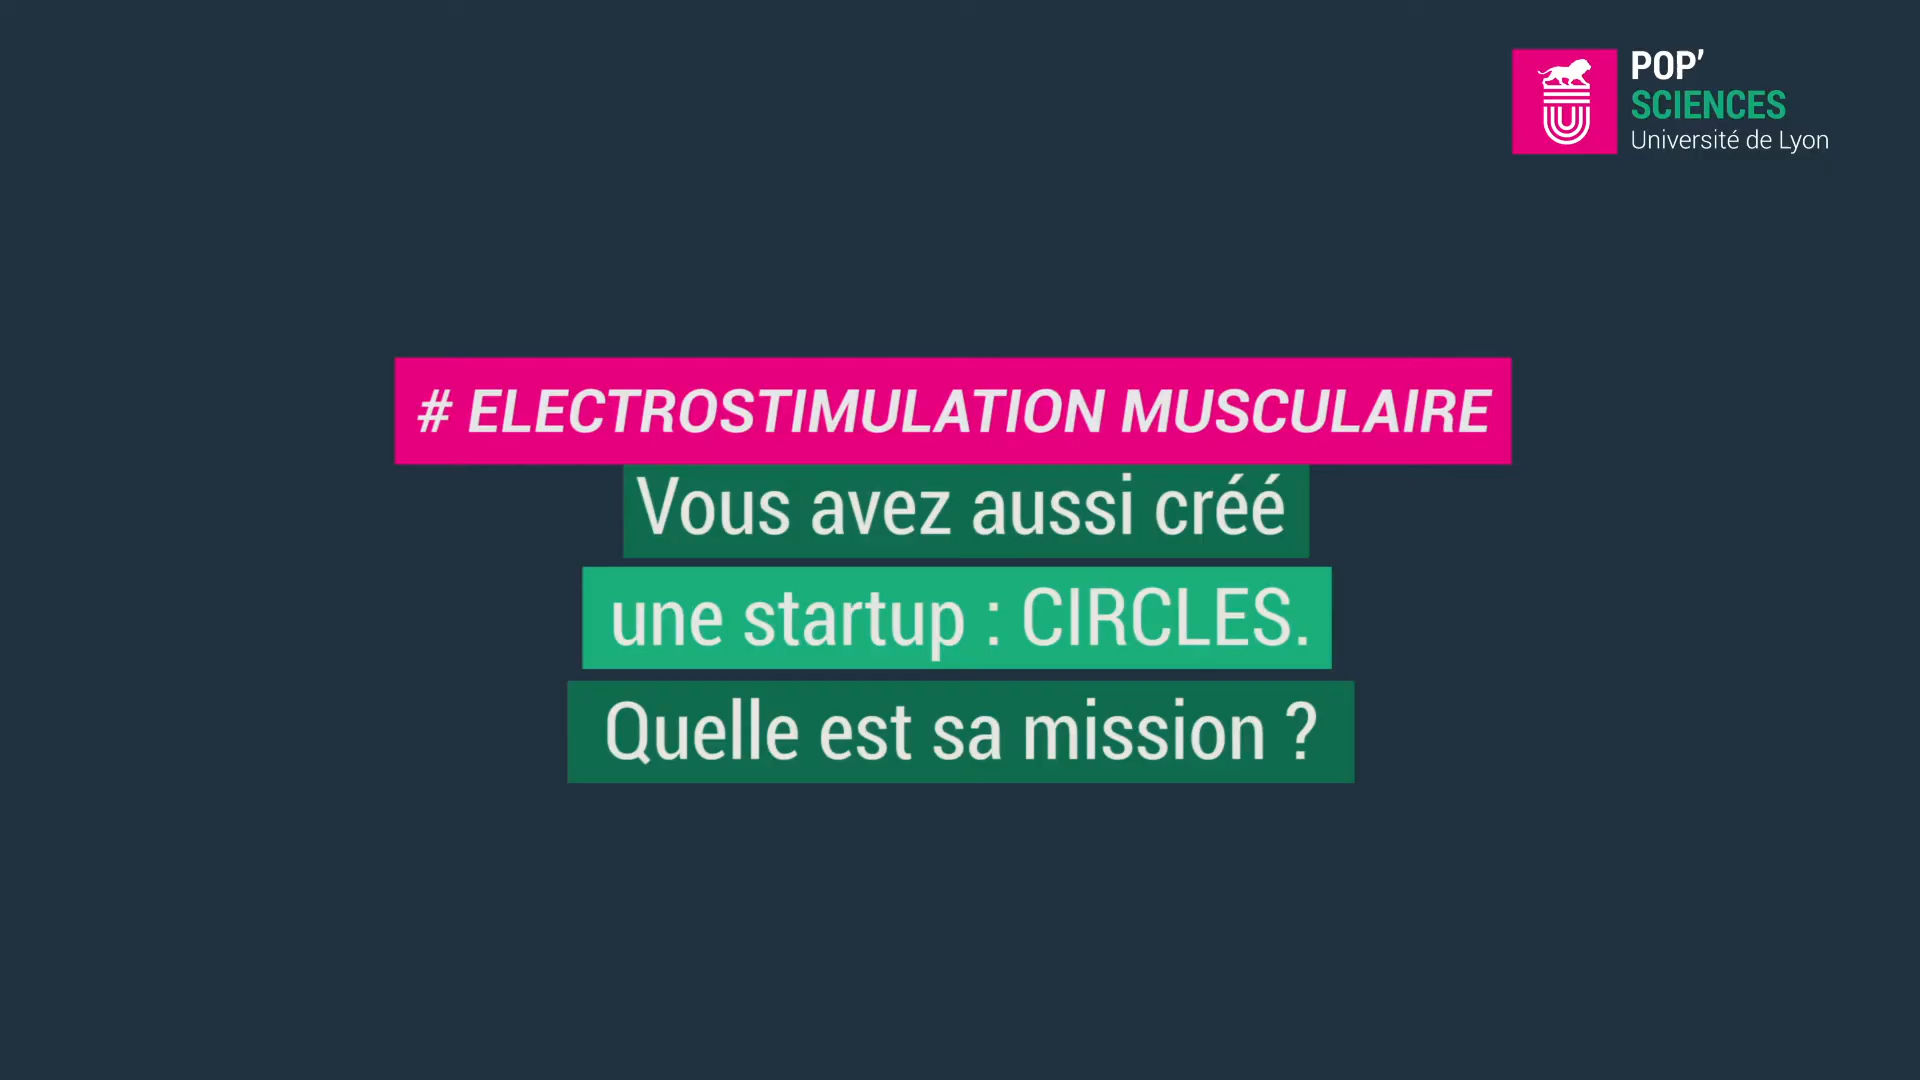 POP'
SCIENCES
Université de Lyon
# ELECTROSTIMULATION MUSCULAIRE
Vous avez aussi créé
une startup : CIRCLES.
Quelle est sa mission ?